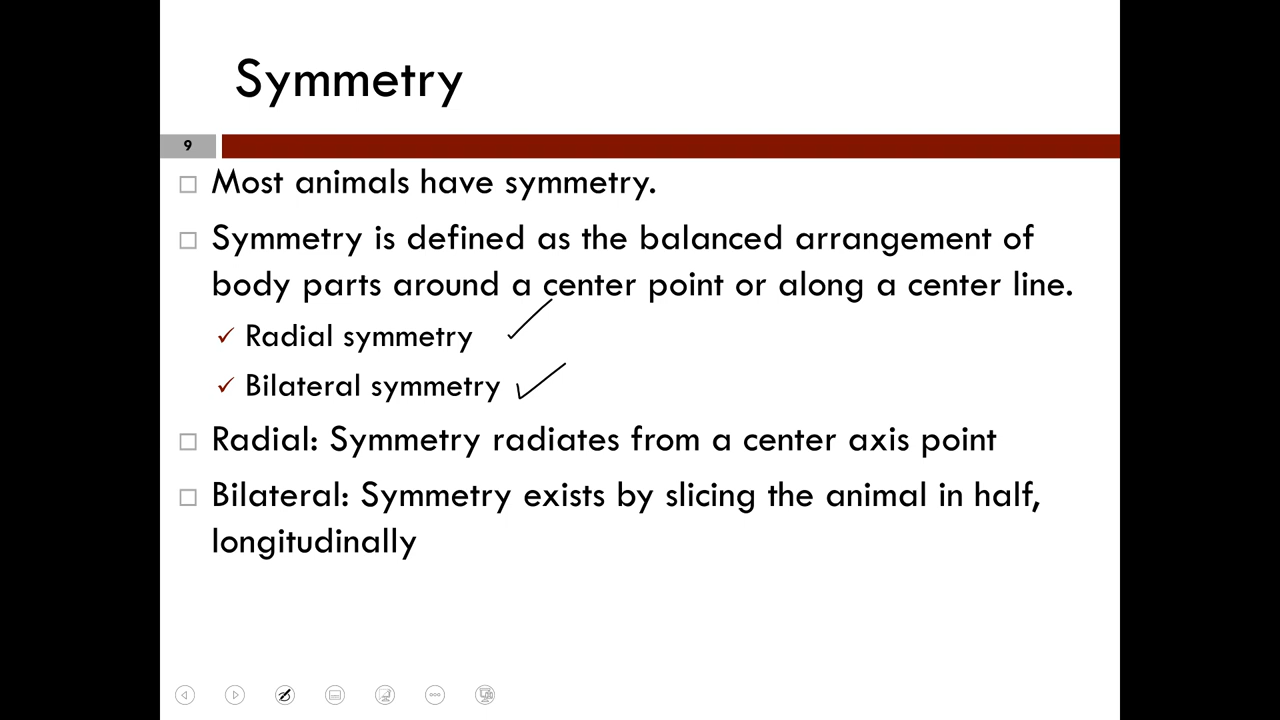 Symmetry
9
Most animals have symmetry.
Symmetry is defined as the balanced arrangement of
body parts around a center point or along a center line.
Radial symmetry
Bilateral symmetry
Radial: Symmetry radiates from a center axis point
Bilateral: Symmetry exists by slicing the animal in half,
longitudinally